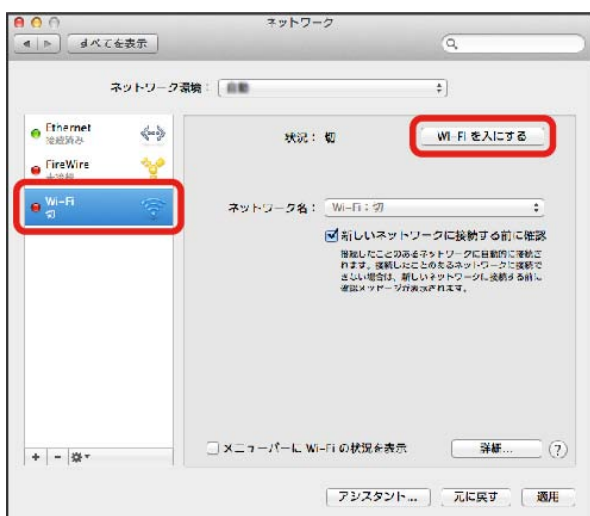 ネットワーク
すべてを表示
ネットワーク環境： 自動
Ethernet
接続済み
FireWire
未接続
Wi-Fi
切
状況： 切
Wi-Fi を入にする
ネットワーク名： Wi-Fi：切
新しいネットワークに接続する前に確認
接続したことのあるネットワークに自動的に接続さ
れます。接続したことのあるネットワークに接続で
きない場合は、新しいネットワークに接続する前に
確認メッセージが表示されます。
メニューバーに Wi-Fi の状況を表示
詳細... ?
+ -
アシスタント... 元に戻す 適用